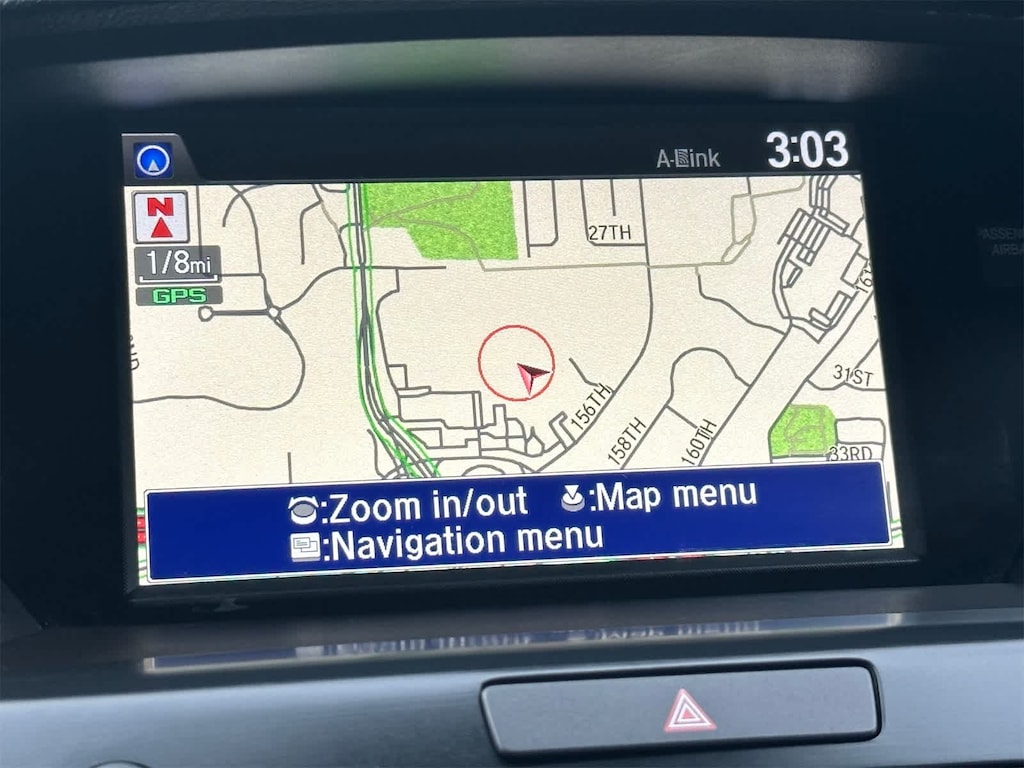 A-Link 3:03
N
1/8mi
GPS
27TH
161ST
31ST
156TH
158TH
160TH
33RD
:Zoom in/out :Map menu
:Navigation menu